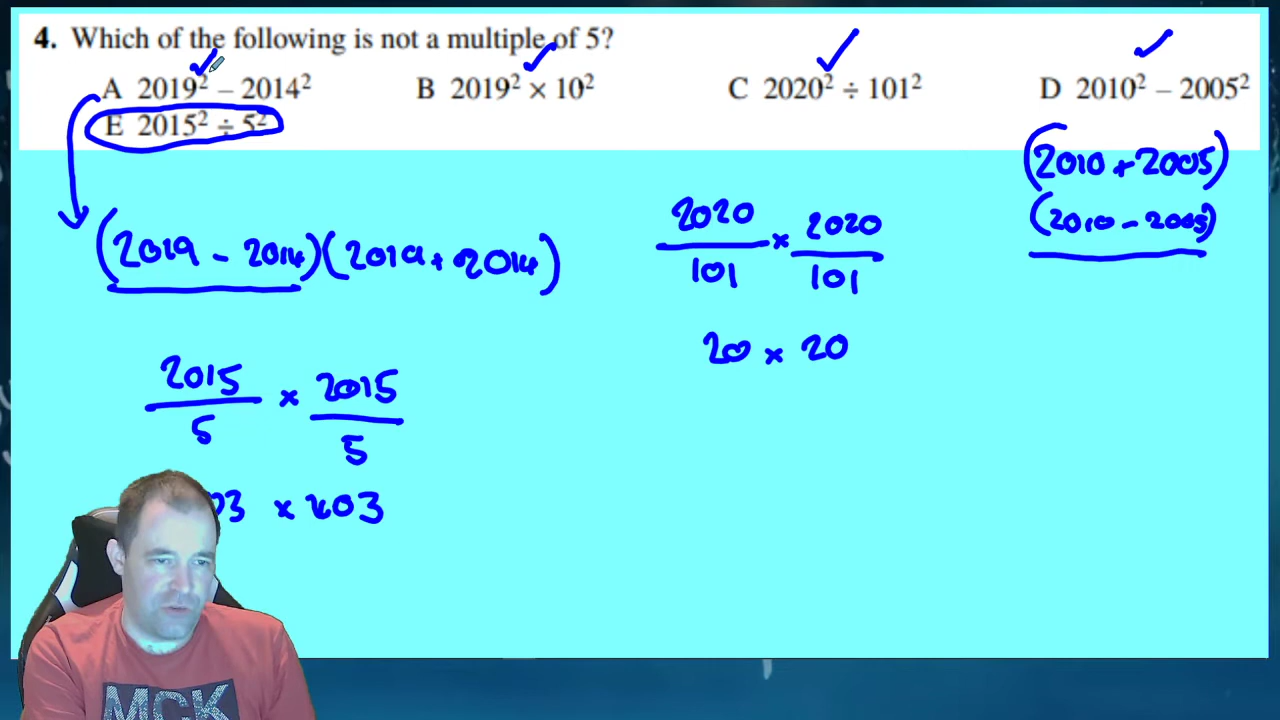 4. Which of the following is not a multiple of 5?
A 2019² – 2014² B 2019² × 10² C 2020² ÷ 101² D 2010² – 2005²
E 2015² ÷ 5²
(2010 + 2005)
(2010 - 2005)
(2019 - 2014)(2019 + 2014)
2020/101 × 2020/101
20 × 20
2015/5 × 2015/5
03 × 403
MCK